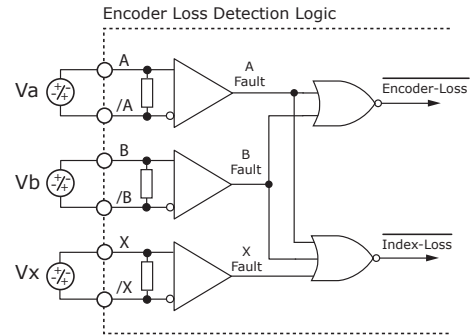 Encoder Loss Detection Logic
A
A
Fault
Encoder-Loss
Va
/A
B
B
Fault
Vb
/B
X
X
Fault
Index-Loss
Vx
/X